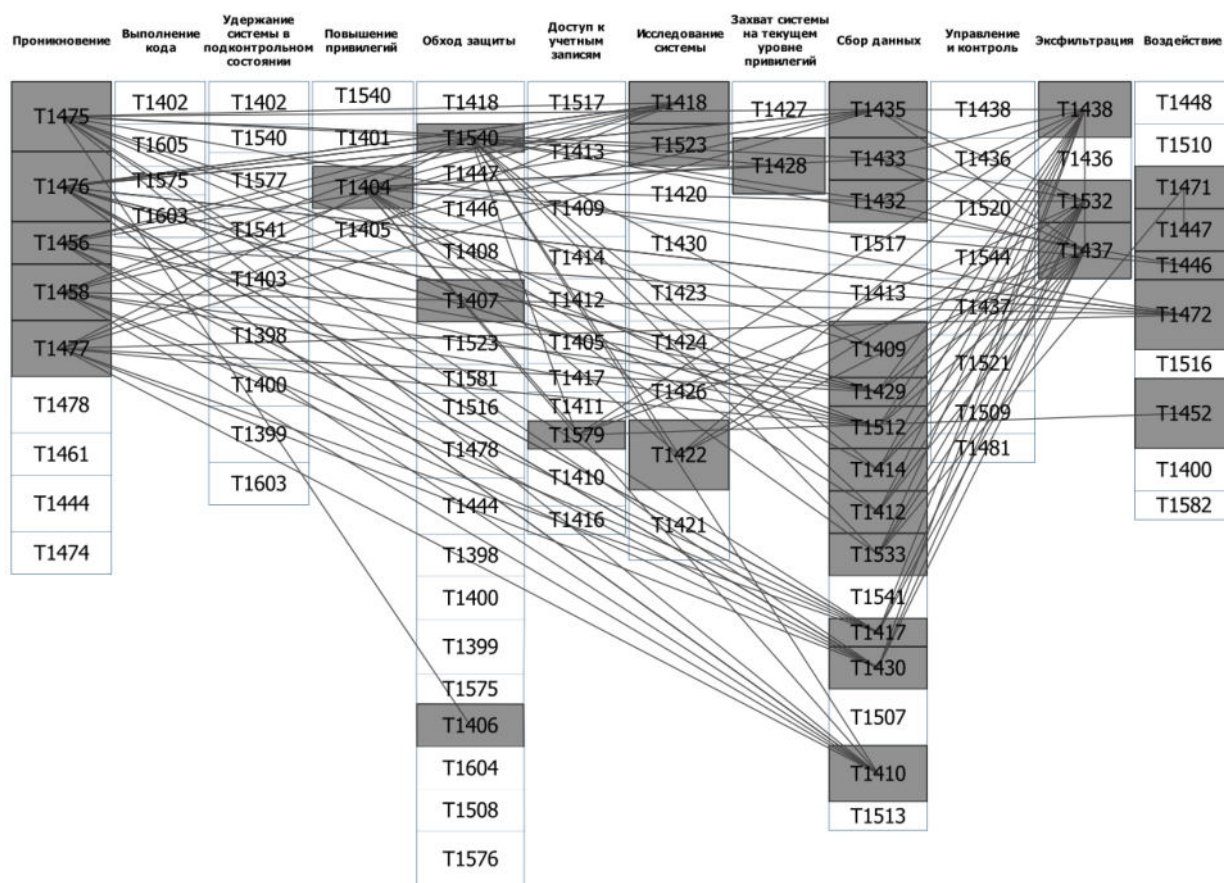 Проникновение
Выполнение
кода
Удержание
системы в
подконтрольном
состоянии
Повышение
привилегий
Обход защиты
Доступ к
учетным
записям
Исследование
системы
Захват системы
на текущем
уровне
привилегий
Сбор данных
Управление
и контроль
Эксфильтрация
Воздействие
T1475
T1476
T1456
T1458
T1477
T1478
T1461
T1444
T1474
T1402
T1605
T1575
T1603
T1402
T1540
T1577
T1541
T1403
T1398
T1400
T1399
T1603
T1540
T1401
T1404
T1405
T1418
T1540
T1447
T1446
T1408
T1407
T1523
T1581
T1516
T1478
T1444
T1398
T1400
T1399
T1575
T1406
T1604
T1508
T1576
T1517
T1413
T1409
T1414
T1412
T1405
T1417
T1411
T1579
T1410
T1416
T1418
T1523
T1420
T1430
T1423
T1424
T1426
T1422
T1421
T1427
T1428
T1435
T1433
T1432
T1517
T1413
T1409
T1429
T1512
T1414
T1412
T1533
T1541
T1417
T1430
T1507
T1410
T1513
T1438
T1436
T1520
T1544
T1437
T1521
T1509
T1481
T1438
T1436
T1532
T1437
T1448
T1510
T1471
T1447
T1446
T1472
T1516
T1452
T1400
T1582